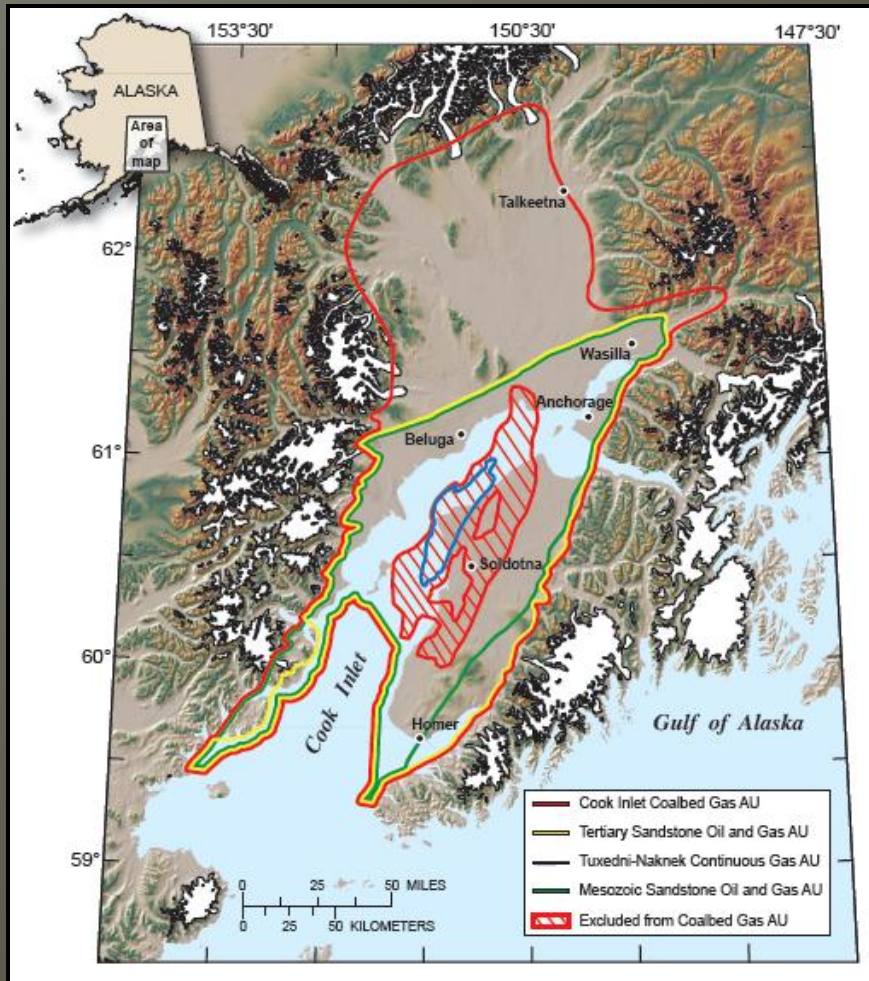 153°30'
150°30'
147°30'
ALASKA
Area
of
map
Talkeetna
62°
Wasilla
Anchorage
Beluga
61°
Soldotna
60°
Cook Inlet
Homer
Gulf of Alaska
59°
0 25 50 MILES
0 25 50 KILOMETERS
Cook Inlet Coalbed Gas AU
Tertiary Sandstone Oil and Gas AU
Tuxedni-Naknek Continuous Gas AU
Mesozoic Sandstone Oil and Gas AU
Excluded from Coalbed Gas AU